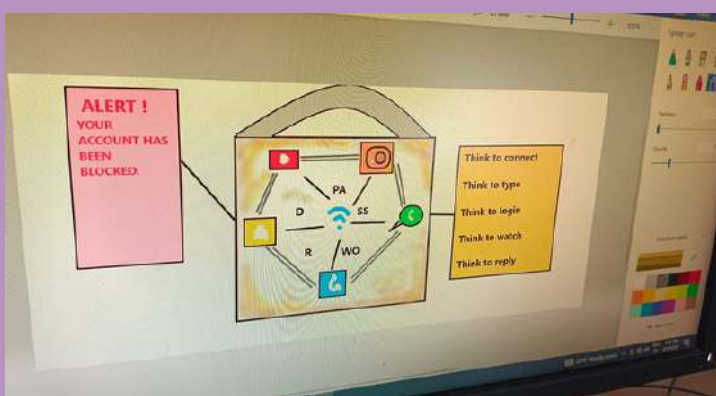 ALERT !
YOUR
ACCOUNT HAS
BEEN
BLOCKED.
PA
SS
WO
R
D
Think to connect
Think to type
Think to login
Think to watch
Think to reply